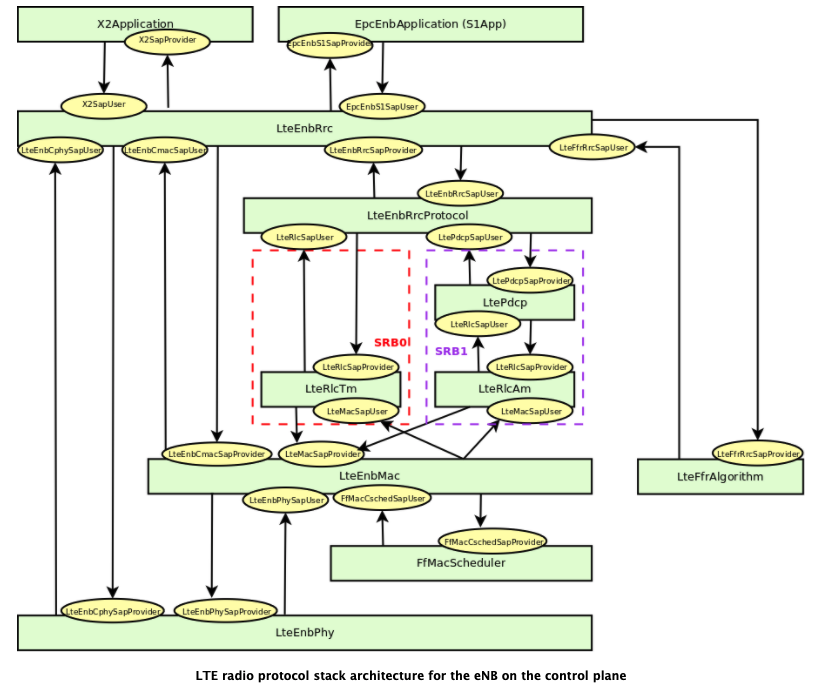 X2Application
EpcEnbApplication (S1App)
X2SapProvider
EpcEnbS1SapProvider
X2SapUser
EpcEnbS1SapUser
LteEnbRrc
LteEnbCphySapUser
LteEnbCmacSapUser
LteEnbRrcSapProvider
LteFfrRrcSapUser
LteEnbRrcSapUser
LteEnbRrcProtocol
LteRlcSapUser
LtePdcpSapUser
LtePdcpSapProvider
LtePdcp
LteRlcSapUser
SRB0
SRB1
LteRlcSapProvider
LteRlcSapProvider
LteRlcTm
LteRlcAm
LteMacSapUser
LteMacSapUser
LteEnbCmacSapProvider
LteMacSapProvider
LteFfrRrcSapProvider
LteEnbMac
LteFfrAlgorithm
LteEnbPhySapUser
FfMacCschedSapUser
FfMacCschedSapProvider
FfMacScheduler
LteEnbCphySapProvider
LteEnbPhySapProvider
LteEnbPhy
LTE radio protocol stack architecture for the eNB on the control plane